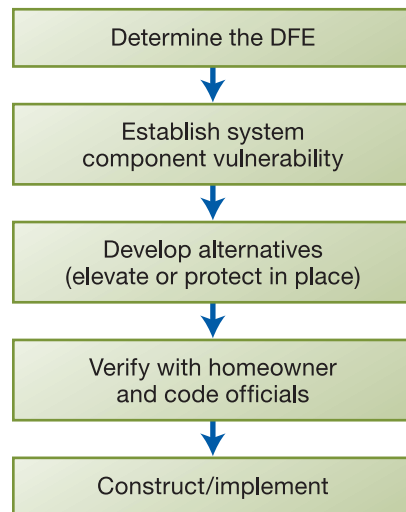 Determine the DFE
Establish system
component vulnerability
Develop alternatives
(elevate or protect in place)
Verify with homeowner
and code officials
Construct/implement